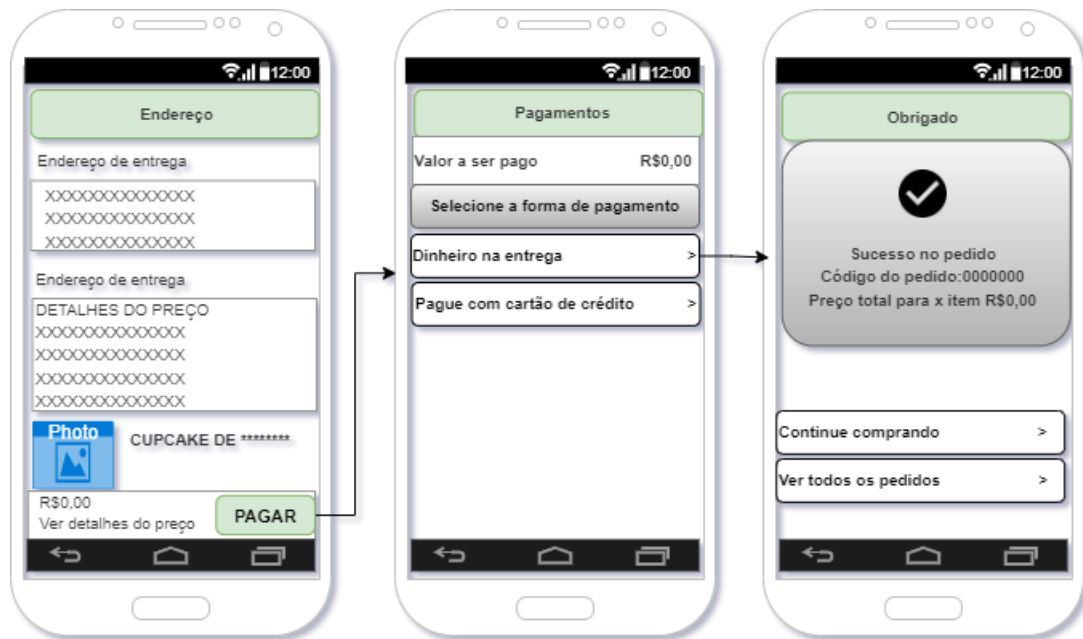 12:00
Endereço
Endereço de entrega
XXXXXXXXXXXXXX
XXXXXXXXXXXXXX
XXXXXXXXXXXXXX
Endereço de entrega
DETALHES DO PREÇO
XXXXXXXXXXXXXX
XXXXXXXXXXXXXX
XXXXXXXXXXXXXX
XXXXXXXXXXXXXX
Photo
CUPCAKE DE ********
R$0,00
Ver detalhes do preço
PAGAR
12:00
Pagamentos
Valor a ser pago R$0,00
Selecione a forma de pagamento
Dinheiro na entrega >
Pague com cartão de crédito >
12:00
Obrigado
Sucesso no pedido
Código do pedido:0000000
Preço total para x item R$0,00
Continue comprando >
Ver todos os pedidos >